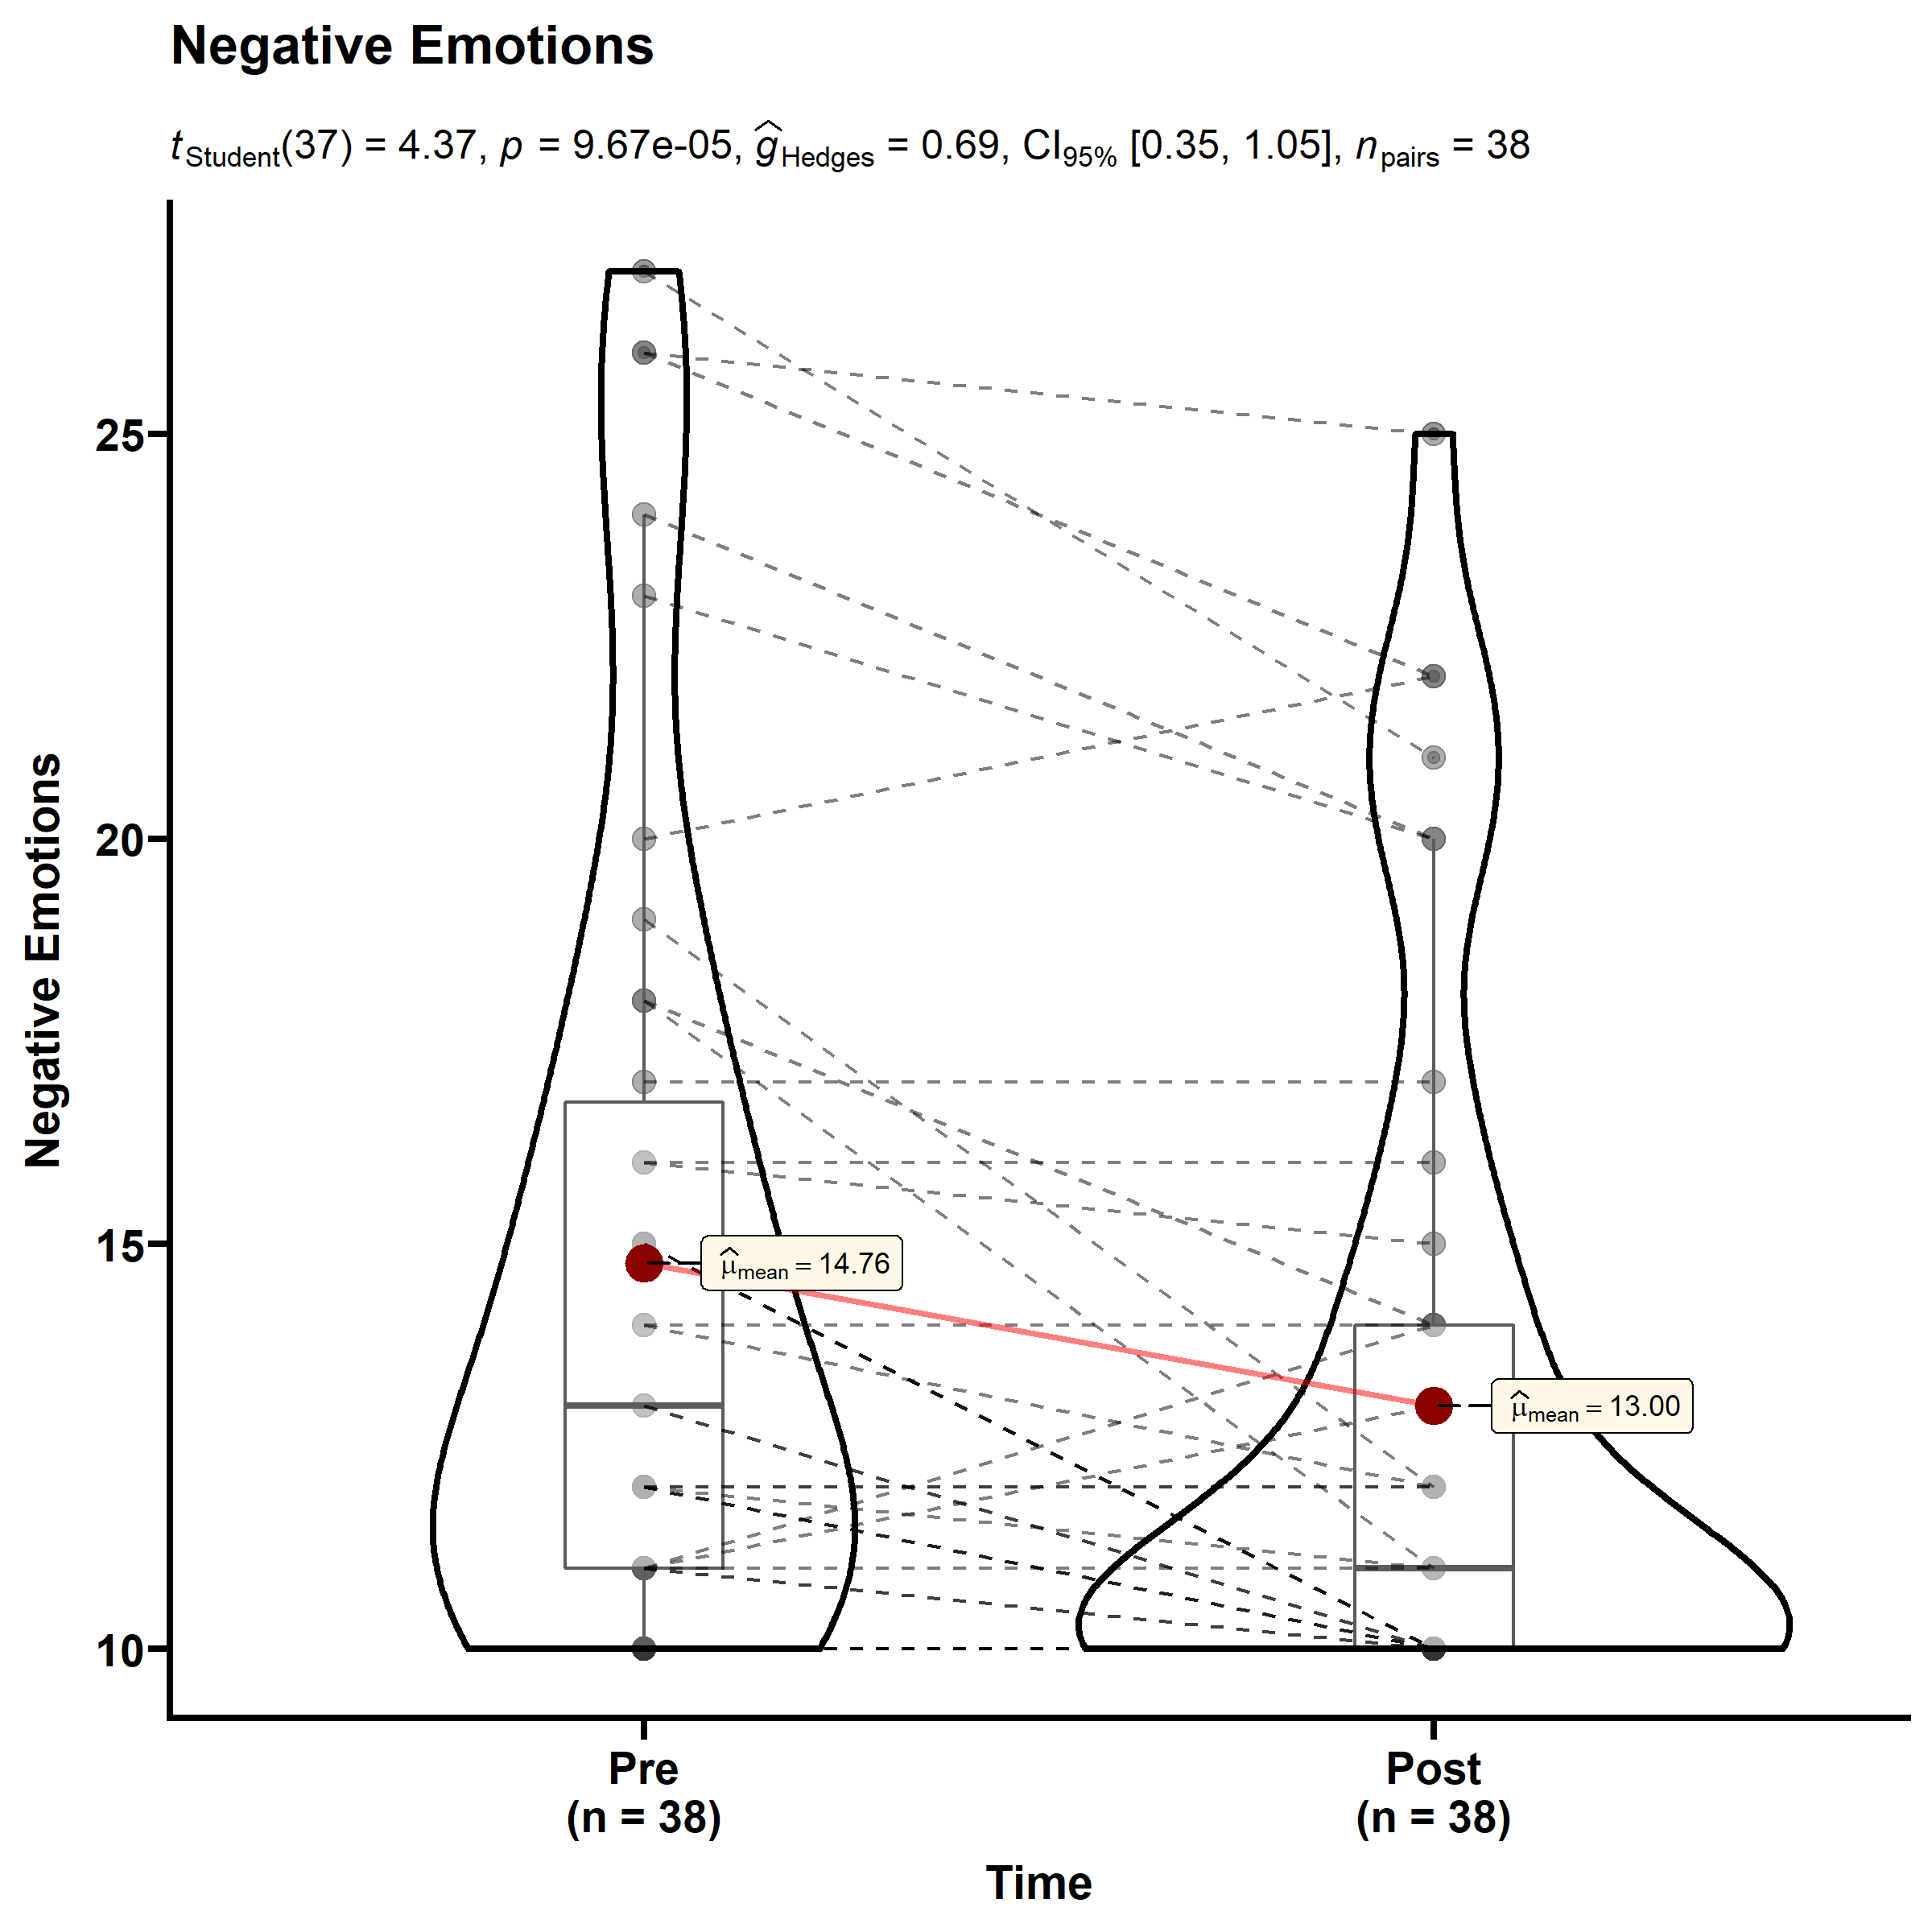 Negative Emotions
tStudent(37) = 4.37, p = 9.67e-05, ĝHedges = 0.69, CI95% [0.35, 1.05], npairs = 38
Negative Emotions
25
20
15
10
μ̂mean = 14.76
μ̂mean = 13.00
Pre
(n = 38)
Post
(n = 38)
Time